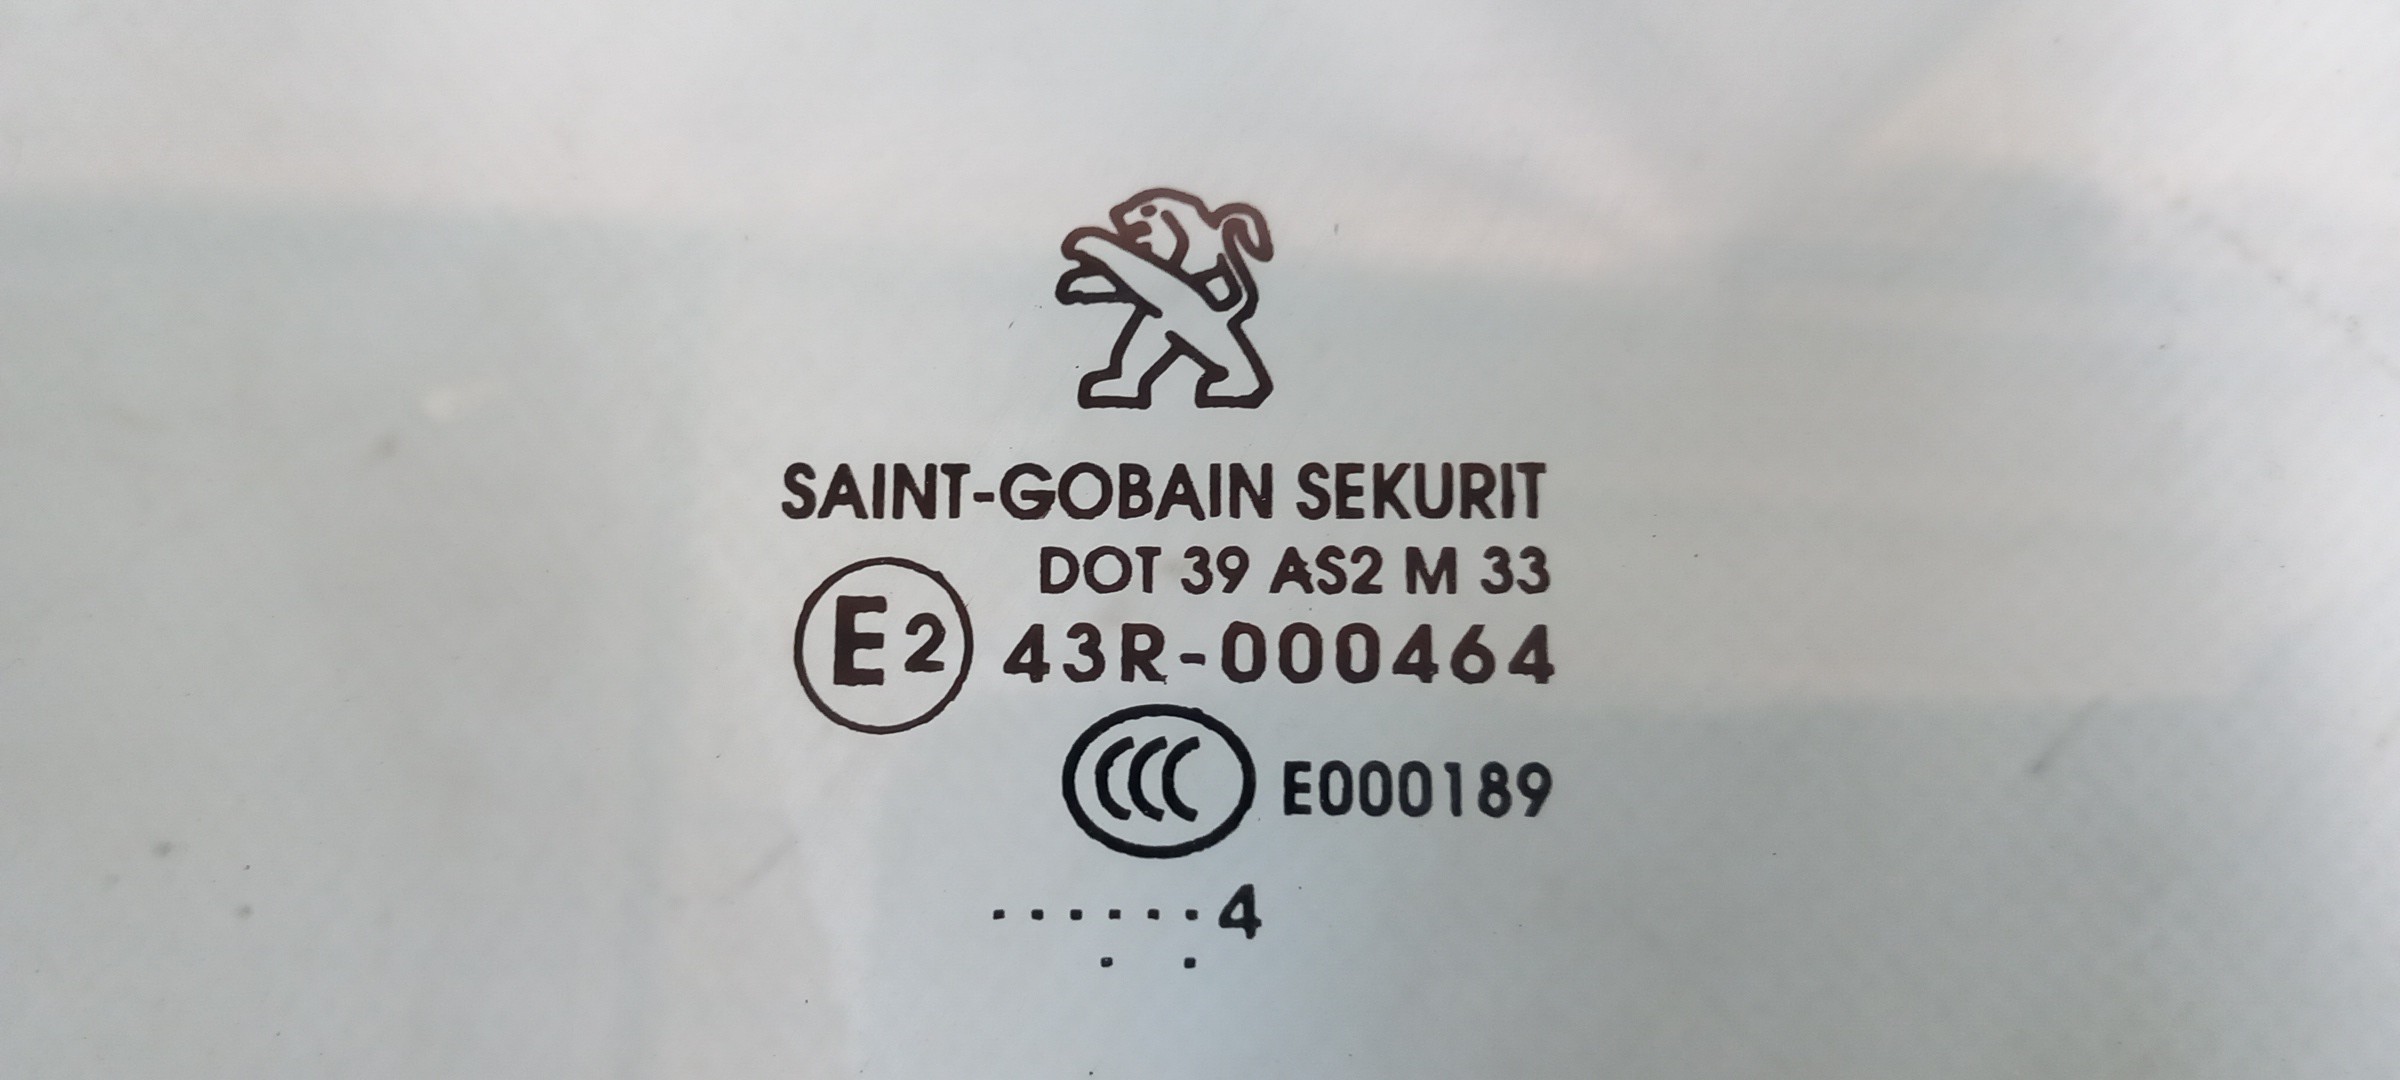 SAINT-GOBAIN SEKURIT
DOT 39 AS2 M 33
E2 43R-000464
CCC E000189
......4
. .